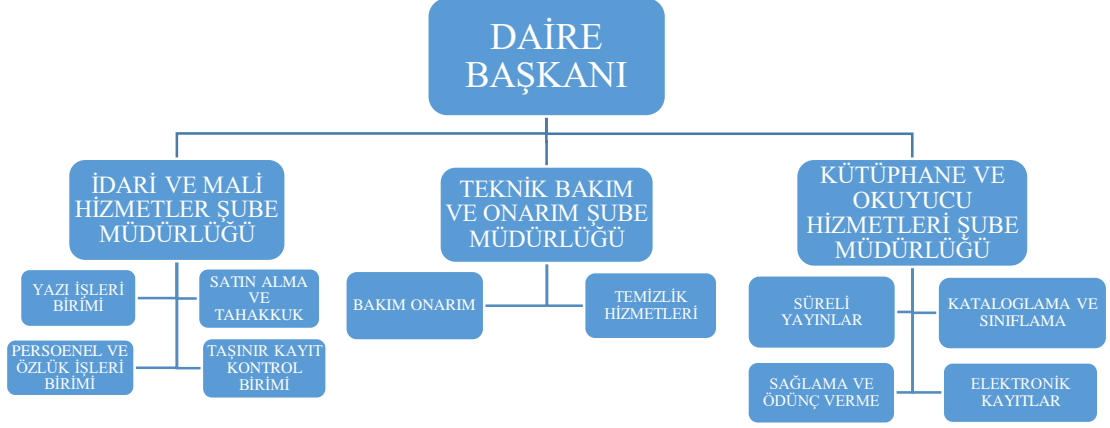 DAİRE
BAŞKANI
İDARİ VE MALİ
HİZMETLER ŞUBE
MÜDÜRLÜĞÜ
YAZI İŞLERİ
BİRİMİ
SATIN ALMA
VE
TAHAKKUK
PERSOENEL VE
ÖZLÜK İŞLERİ
BİRİMİ
TAŞINIR KAYIT
KONTROL
BİRİMİ
TEKNİK BAKIM
VE ONARIM ŞUBE
MÜDÜRLÜĞÜ
BAKIM ONARIM
TEMİZLİK
HİZMETLERİ
KÜTÜPHANE VE
OKUYUCU
HİZMETLERİ ŞUBE
MÜDÜRLÜĞÜ
SÜRELİ
YAYINLAR
KATALOGLAMA VE
SINIFLAMA
SAĞLAMA VE
ÖDÜNÇ VERME
ELEKTRONİK
KAYITLAR